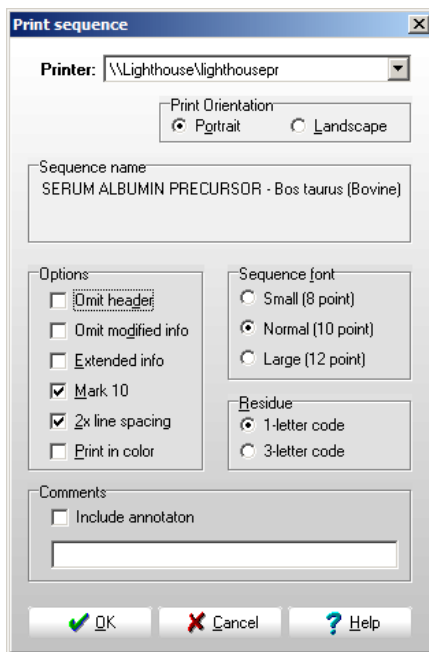 Print sequence
Printer: \\Lighthouse\lighthousepr
Print Orientation
Portrait Landscape
Sequence name
SERUM ALBUMIN PRECURSOR - Bos taurus (Bovine)
Options
Omit header
Omit modified info
Extended info
Mark 10
2x line spacing
Print in color
Sequence font
Small (8 point)
Normal (10 point)
Large (12 point)
Residue
1-letter code
3-letter code
Comments
Include annotaton
OK Cancel Help